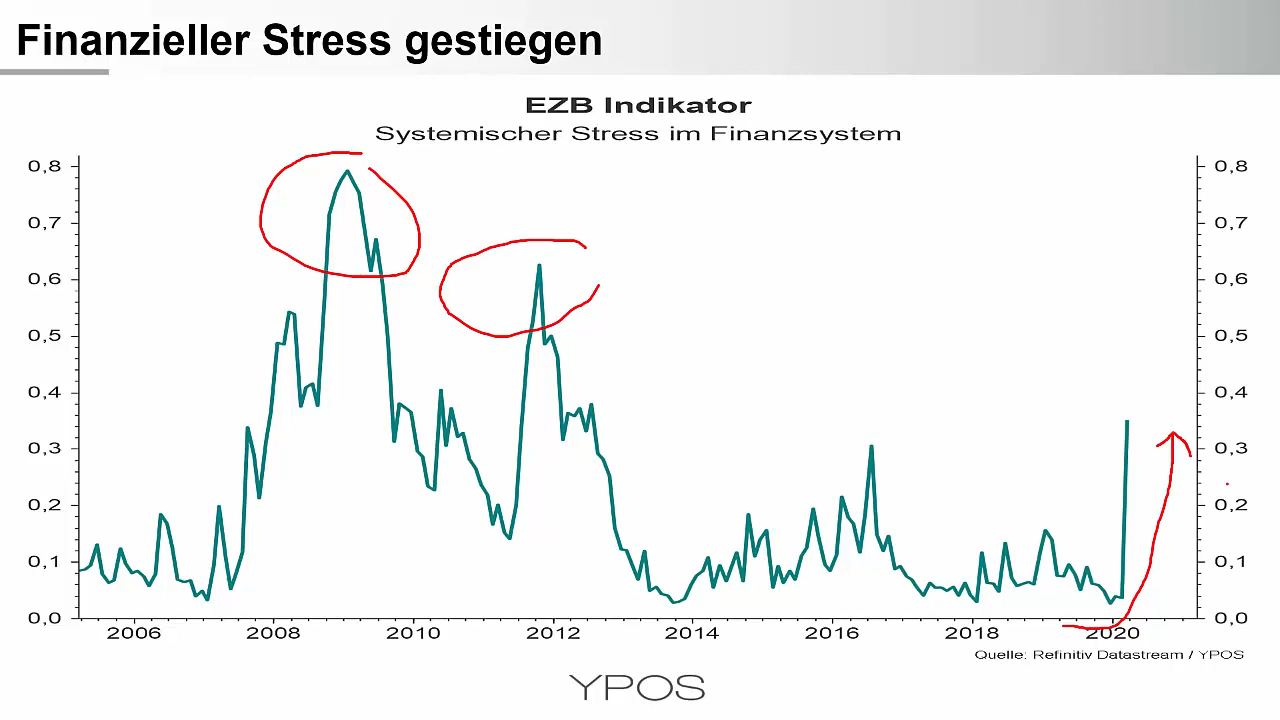 Finanzieller Stress gestiegen
EZB Indikator
Systemischer Stress im Finanzsystem
0,8 0,8
0,7 0,7
0,6 0,6
0,5 0,5
0,4 0,4
0,3 0,3
0,2 0,2
0,1 0,1
0,0 0,0
2006 2008 2010 2012 2014 2016 2018 2020
Quelle: Refinitiv Datastream / YPOS
YPOS